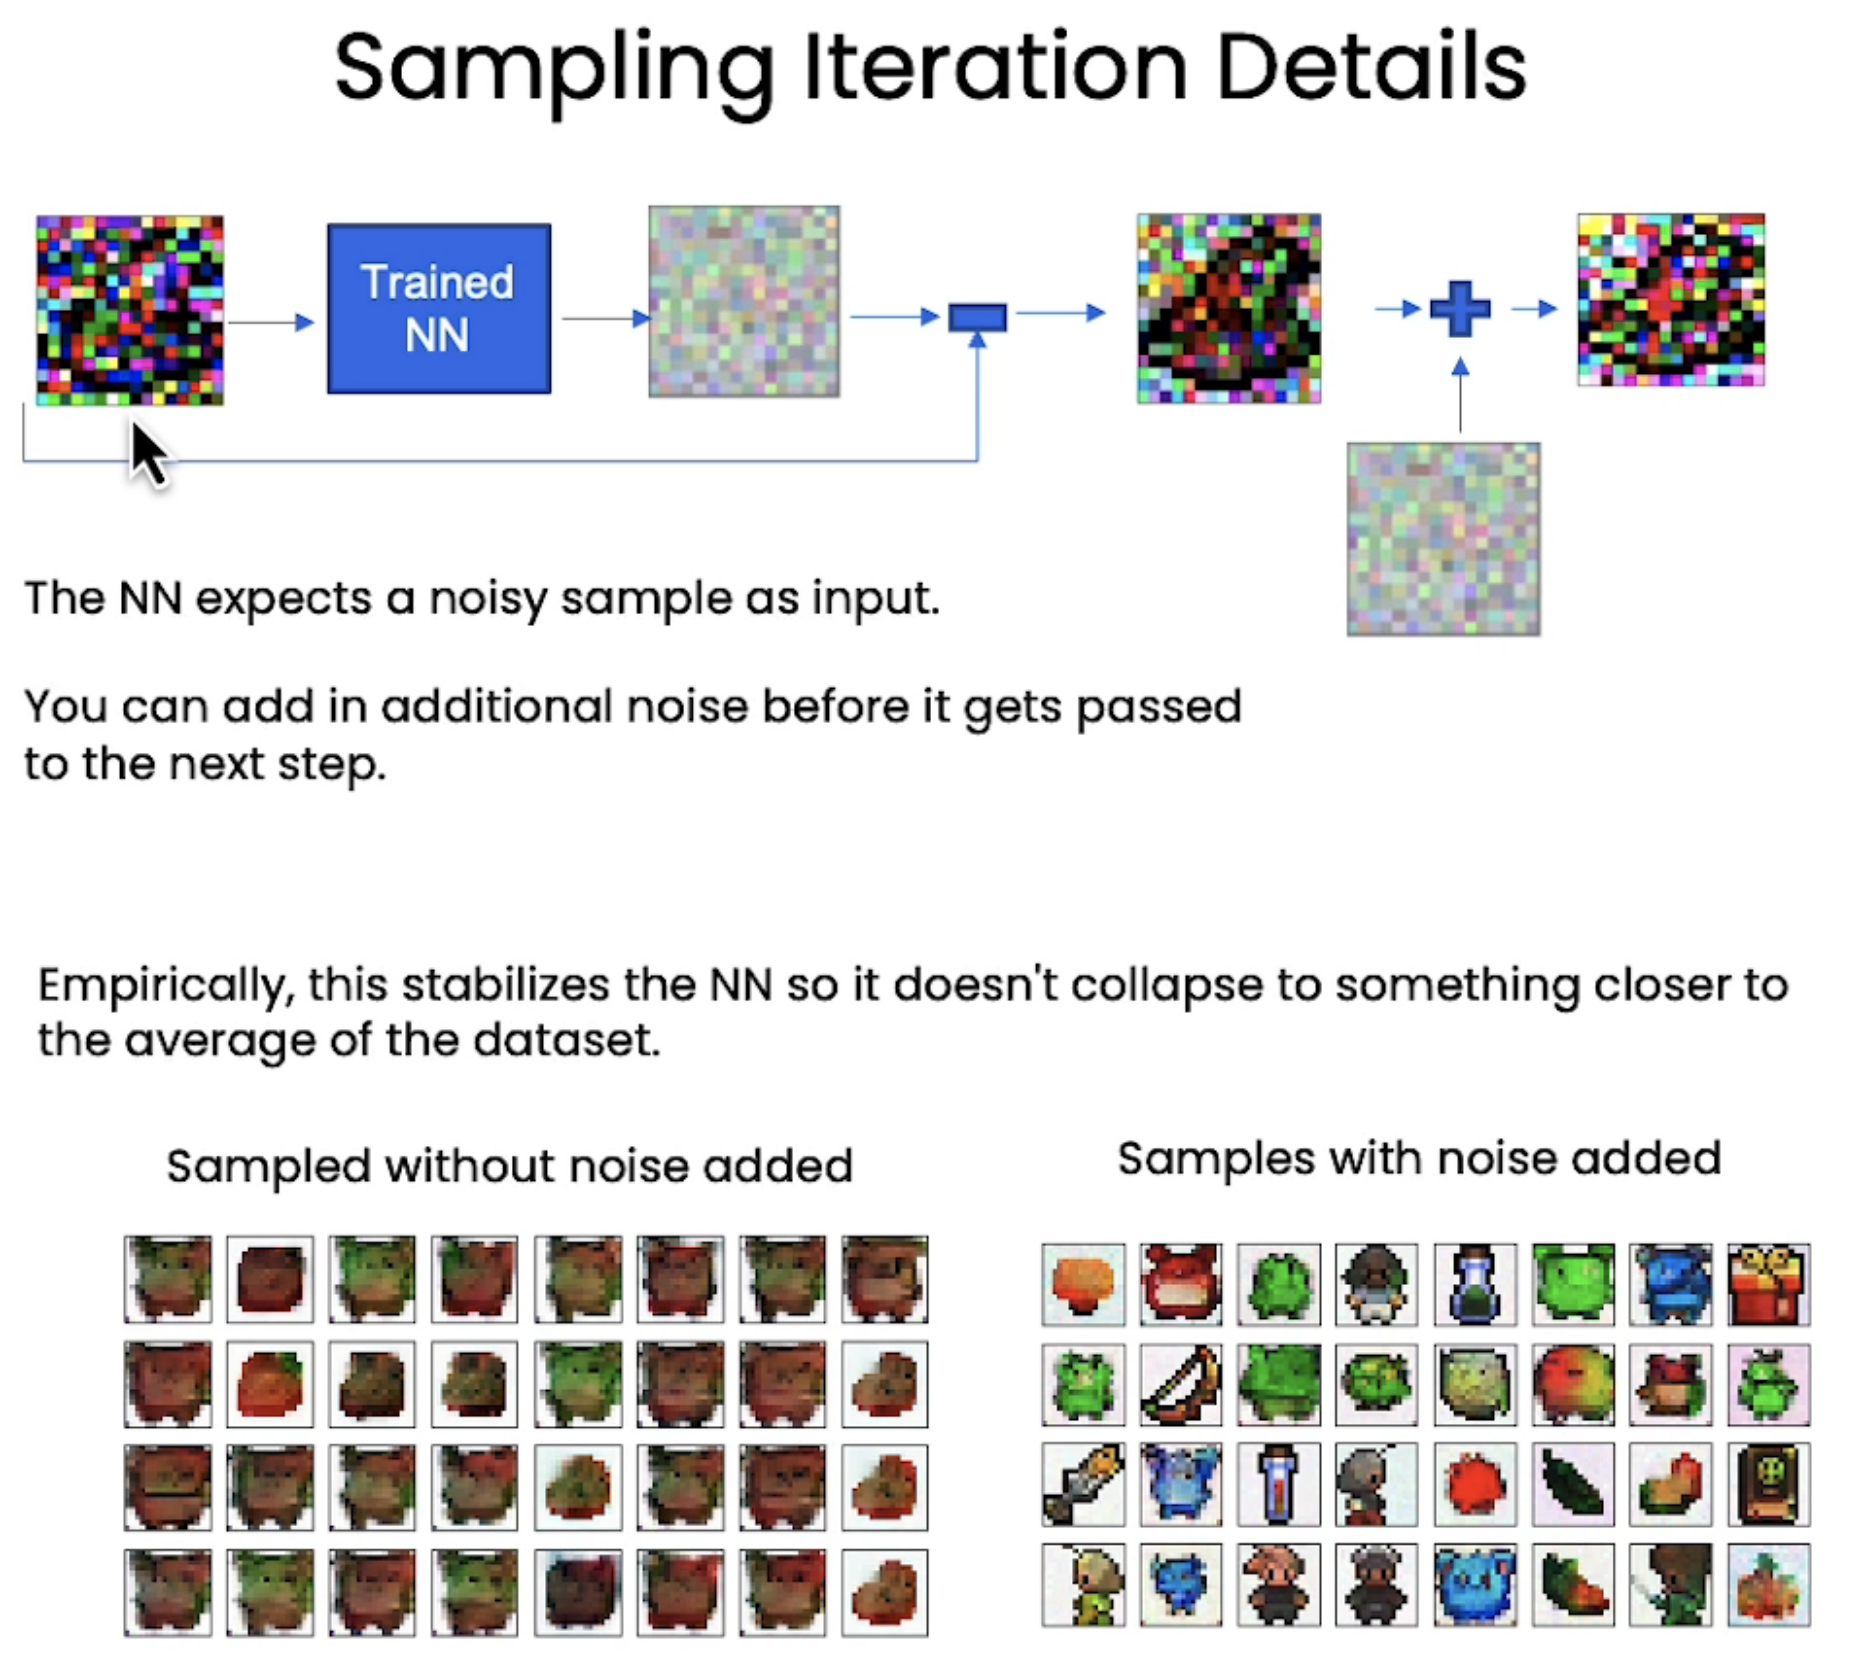 Sampling Iteration Details
Trained
NN
The NN expects a noisy sample as input.
You can add in additional noise before it gets passed
to the next step.
Empirically, this stabilizes the NN so it doesn't collapse to something closer to
the average of the dataset.
Sampled without noise added
Samples with noise added